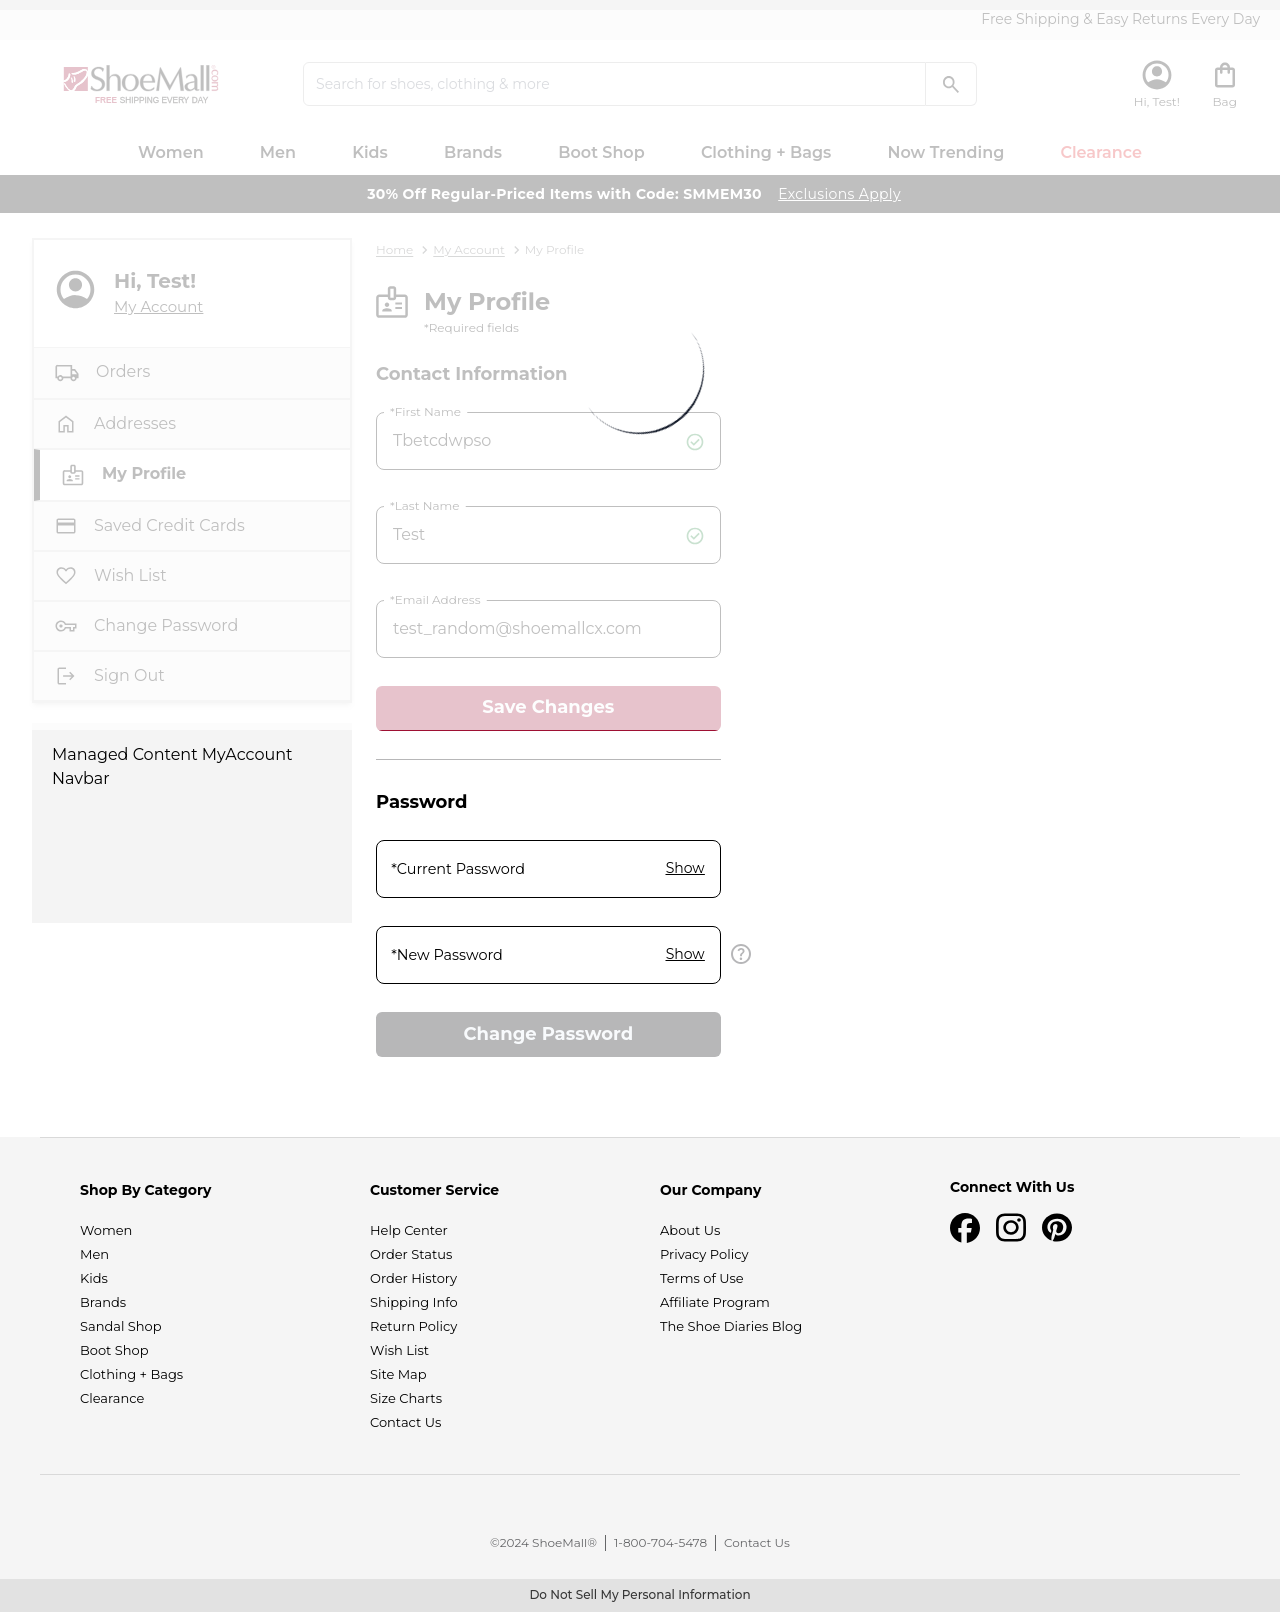 Free Shipping & Easy Returns Every Day
ShoeMall.com
FREE SHIPPING EVERY DAY
Search for shoes, clothing & more
Hi, Test!
Bag
Women
Men
Kids
Brands
Boot Shop
Clothing + Bags
Now Trending
Clearance
30% Off Regular-Priced Items with Code: SMMEM30 Exclusions Apply
Hi, Test!
My Account
Orders
Addresses
My Profile
Saved Credit Cards
Wish List
Change Password
Sign Out
Managed Content MyAccount
Navbar
Home > My Account > My Profile
My Profile
*Required fields
Contact Information
*First Name
Tbetcdwpso
*Last Name
Test
*Email Address
test_random@shoemallcx.com
Save Changes
Password
*Current Password Show
*New Password Show
Change Password
Shop By Category
Women
Men
Kids
Brands
Sandal Shop
Boot Shop
Clothing + Bags
Clearance
Customer Service
Help Center
Order Status
Order History
Shipping Info
Return Policy
Wish List
Site Map
Size Charts
Contact Us
Our Company
About Us
Privacy Policy
Terms of Use
Affiliate Program
The Shoe Diaries Blog
Connect With Us
©2024 ShoeMall® | 1-800-704-5478 | Contact Us
Do Not Sell My Personal Information